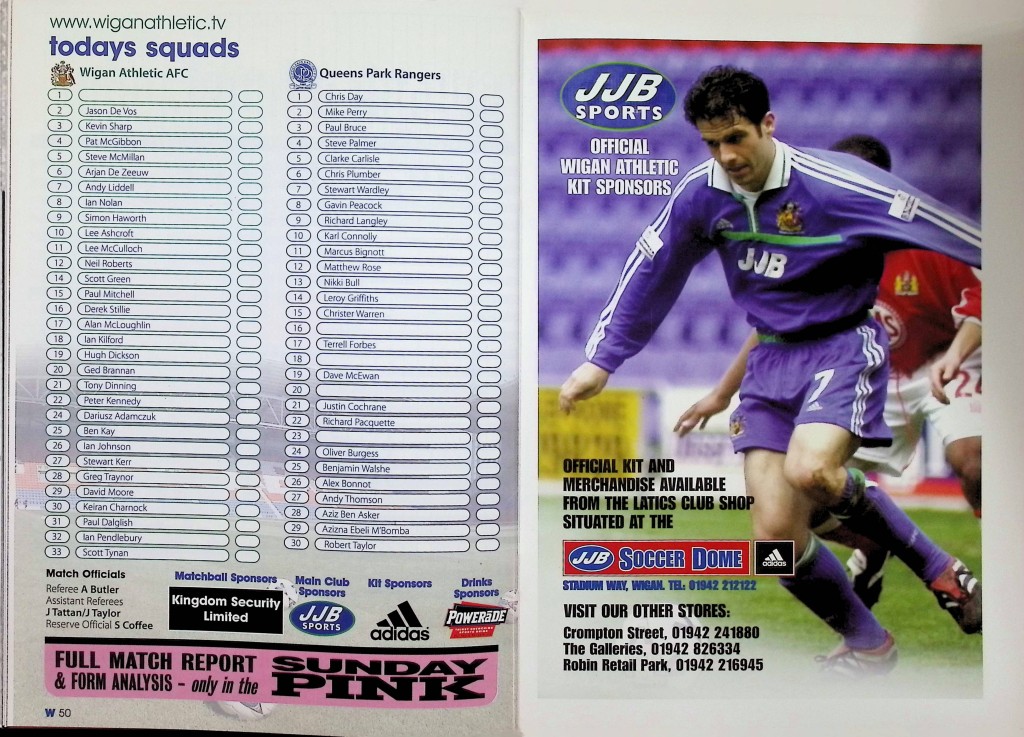 www.wiganathletic.tv
todays squads
Wigan Athletic AFC
1
2 Jason De Vos
3 Kevin Sharp
4 Pat McGibbon
5 Steve McMillan
6 Arjan De Zeeuw
7 Andy Liddell
8 Ian Nolan
9 Simon Haworth
10 Lee Ashcroft
11 Lee McCulloch
12 Neil Roberts
14 Scott Green
15 Paul Mitchell
16 Derek Stillie
17 Alan McLoughlin
18 Ian Kilford
19 Hugh Dickson
20 Ged Brannan
21 Tony Dinning
22 Peter Kennedy
24 Dariusz Adamczuk
25 Ben Kay
26 Ian Johnson
27 Stewart Kerr
28 Greg Traynor
29 David Moore
30 Keiran Charnock
31 Paul Dalglish
32 Ian Pendlebury
33 Scott Tynan
Queens Park Rangers
1 Chris Day
2 Mike Perry
3 Paul Bruce
4 Steve Palmer
5 Clarke Carlisle
6 Chris Plumber
7 Stewart Wardley
8 Gavin Peacock
9 Richard Langley
10 Karl Connolly
11 Marcus Bignott
12 Matthew Rose
13 Nikki Bull
14 Leroy Griffiths
15 Christer Warren
16
17 Terrell Forbes
18
19 Dave McEwan
20
21 Justin Cochrane
22 Richard Pacquette
23
24 Oliver Burgess
25 Benjamin Walshe
26 Alex Bonnot
27 Andy Thomson
28 Aziz Ben Asker
29 Azizna Ebeli M'Bomba
30 Robert Taylor
Match Officials
Referee A Butler
Assistant Referees
J Tattan/J Taylor
Reserve Official S Coffee
Matchball Sponsors
Kingdom Security
Limited
Main Club
Sponsors
JJB
SPORTS
Kit Sponsors
adidas
Drinks
Sponsors
POWERADE
FULL MATCH REPORT
& FORM ANALYSIS – only in the
SUNDAY
PINK
W 50
JJB
SPORTS
OFFICIAL
WIGAN ATHLETIC
KIT SPONSORS
JJB
7
OFFICIAL KIT AND
MERCHANDISE AVAILABLE
FROM THE LATICS CLUB SHOP
SITUATED AT THE
JJB SOCCER DOME
adidas
STADIUM WAY, WIGAN. TEL: 01942 212122
VISIT OUR OTHER STORES:
Crompton Street, 01942 241880
The Galleries, 01942 826334
Robin Retail Park, 01942 216945